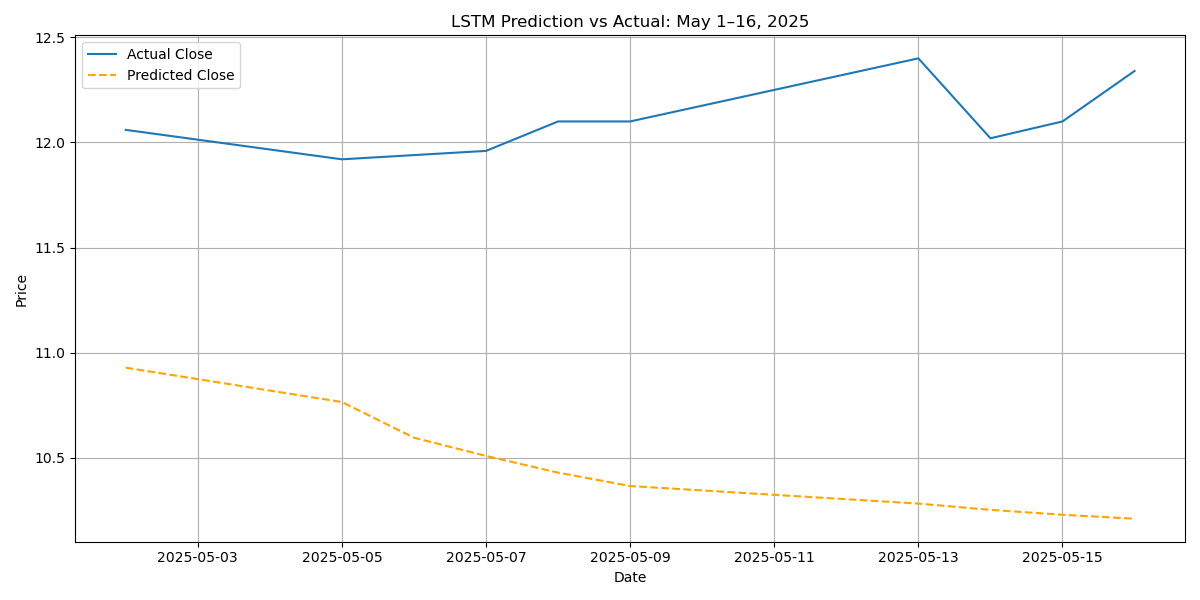 LSTM Prediction vs Actual: May 1–16, 2025
Actual Close
Predicted Close
Price
12.5
12.0
11.5
11.0
10.5
2025-05-03
2025-05-05
2025-05-07
2025-05-09
2025-05-11
2025-05-13
2025-05-15
Date